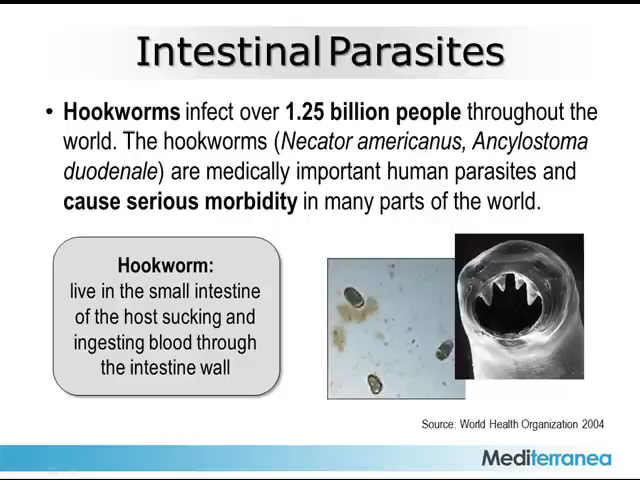 Intestinal Parasites
• Hookworms infect over 1.25 billion people throughout the
world. The hookworms (Necator americanus, Ancylostoma
duodenale) are medically important human parasites and
cause serious morbidity in many parts of the world.
Hookworm:
live in the small intestine
of the host sucking and
ingesting blood through
the intestine wall
Source: World Health Organization 2004
Mediterranea